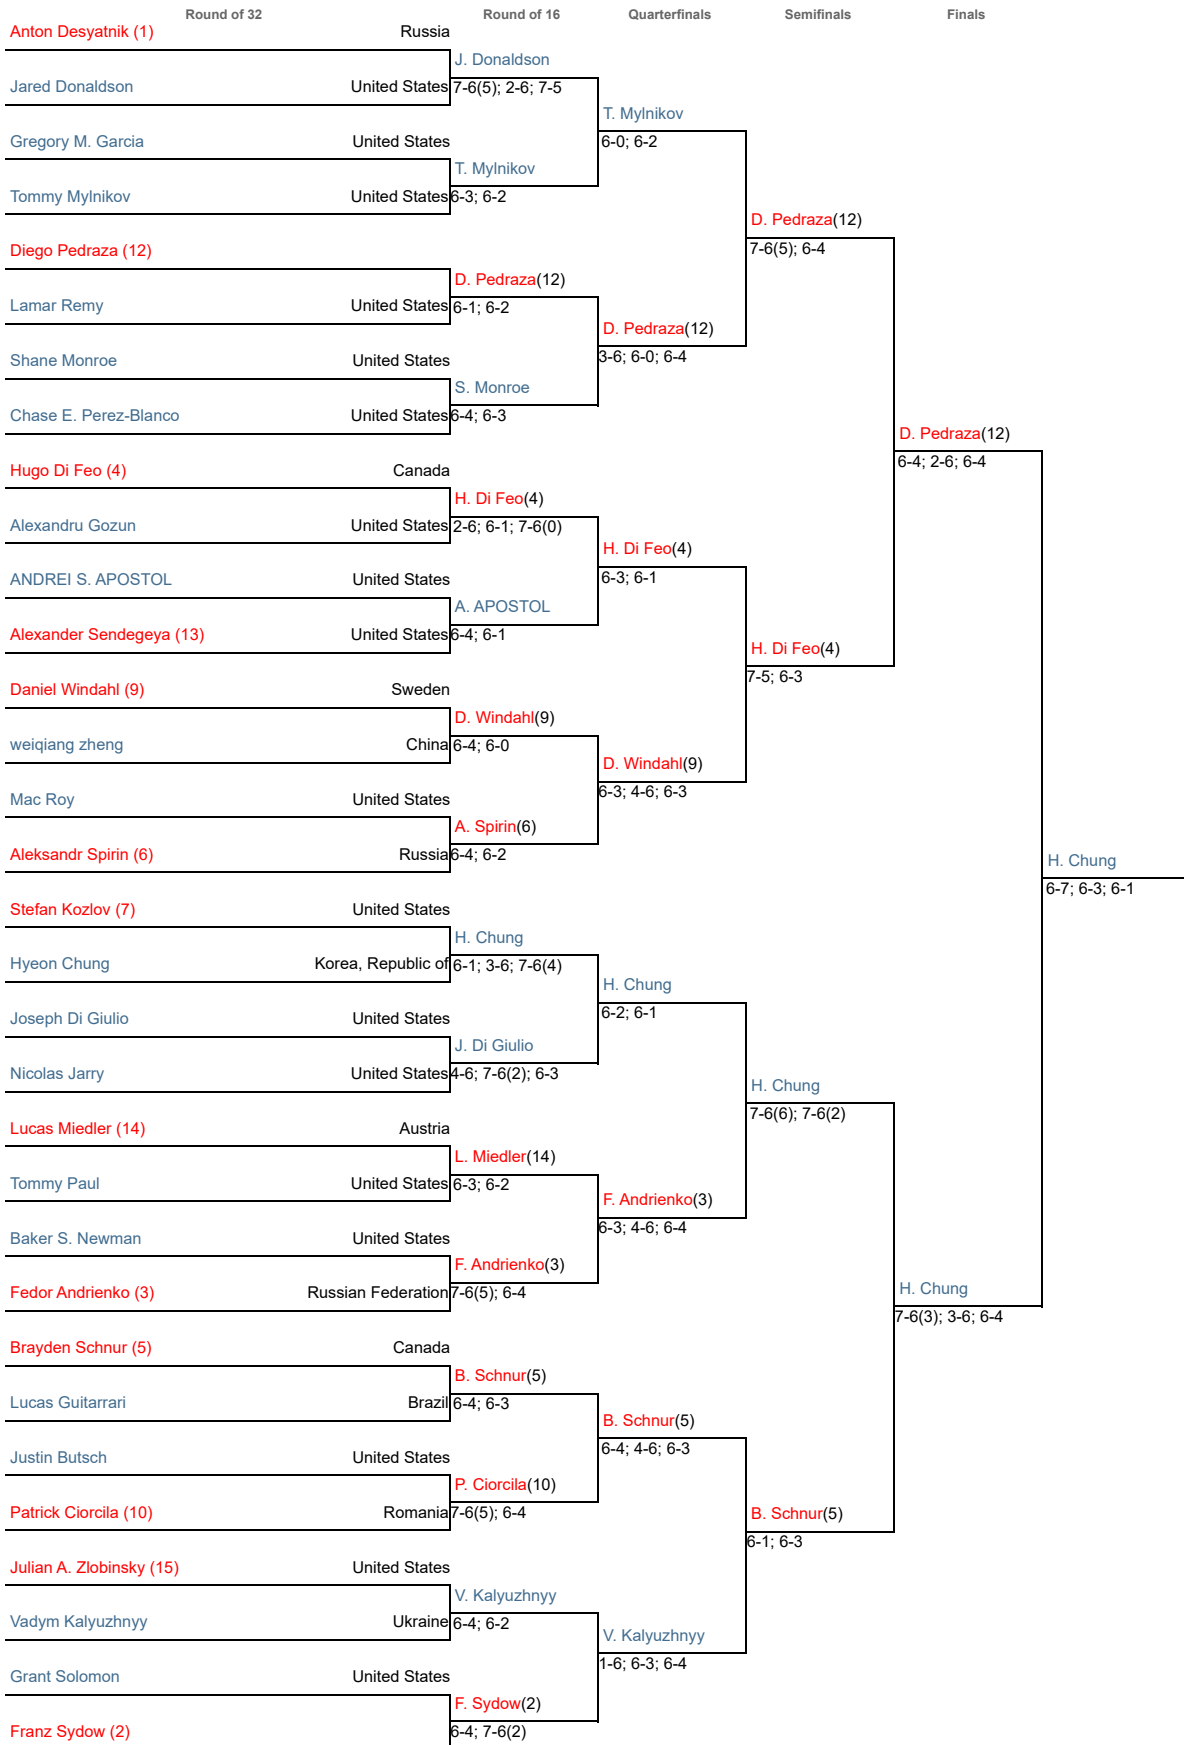 Round of 32 Round of 16 Quarterfinals Semifinals Finals
Anton Desyatnik (1) Russia
J. Donaldson
Jared Donaldson United States 7-6(5); 2-6; 7-5
T. Mylnikov
Gregory M. Garcia United States 6-0; 6-2
T. Mylnikov
Tommy Mylnikov United States 6-3; 6-2
D. Pedraza(12)
Diego Pedraza (12) 7-6(5); 6-4
D. Pedraza(12)
Lamar Remy United States 6-1; 6-2
D. Pedraza(12)
Shane Monroe United States 3-6; 6-0; 6-4
S. Monroe
Chase E. Perez-Blanco United States 6-4; 6-3
D. Pedraza(12)
Hugo Di Feo (4) Canada 6-4; 2-6; 6-4
H. Di Feo(4)
Alexandru Gozun United States 2-6; 6-1; 7-6(0)
H. Di Feo(4)
ANDREI S. APOSTOL United States 6-3; 6-1
A. APOSTOL
Alexander Sendegeya (13) United States 6-4; 6-1
H. Di Feo(4)
Daniel Windahl (9) Sweden 7-5; 6-3
D. Windahl(9)
weiqiang zheng China 6-4; 6-0
D. Windahl(9)
Mac Roy United States 6-3; 4-6; 6-3
A. Spirin(6)
Aleksandr Spirin (6) Russia 6-4; 6-2
H. Chung
6-7; 6-3; 6-1
Stefan Kozlov (7) United States
H. Chung
Hyeon Chung Korea, Republic of 6-1; 3-6; 7-6(4)
H. Chung
Joseph Di Giulio United States 6-2; 6-1
J. Di Giulio
Nicolas Jarry United States 4-6; 7-6(2); 6-3
H. Chung
Lucas Miedler (14) Austria 7-6(6); 7-6(2)
L. Miedler(14)
Tommy Paul United States 6-3; 6-2
F. Andrienko(3)
Baker S. Newman United States 6-3; 4-6; 6-4
F. Andrienko(3)
Fedor Andrienko (3) Russian Federation 7-6(5); 6-4
H. Chung
7-6(3); 3-6; 6-4
Brayden Schnur (5) Canada
B. Schnur(5)
Lucas Guitarrari Brazil 6-4; 6-3
B. Schnur(5)
Justin Butsch United States 6-4; 4-6; 6-3
P. Ciorcila(10)
Patrick Ciorcila (10) Romania 7-6(5); 6-4
B. Schnur(5)
6-1; 6-3
Julian A. Zlobinsky (15) United States
V. Kalyuzhnyy
Vadym Kalyuzhnyy Ukraine 6-4; 6-2
V. Kalyuzhnyy
1-6; 6-3; 6-4
Grant Solomon United States
F. Sydow(2)
Franz Sydow (2) 6-4; 7-6(2)